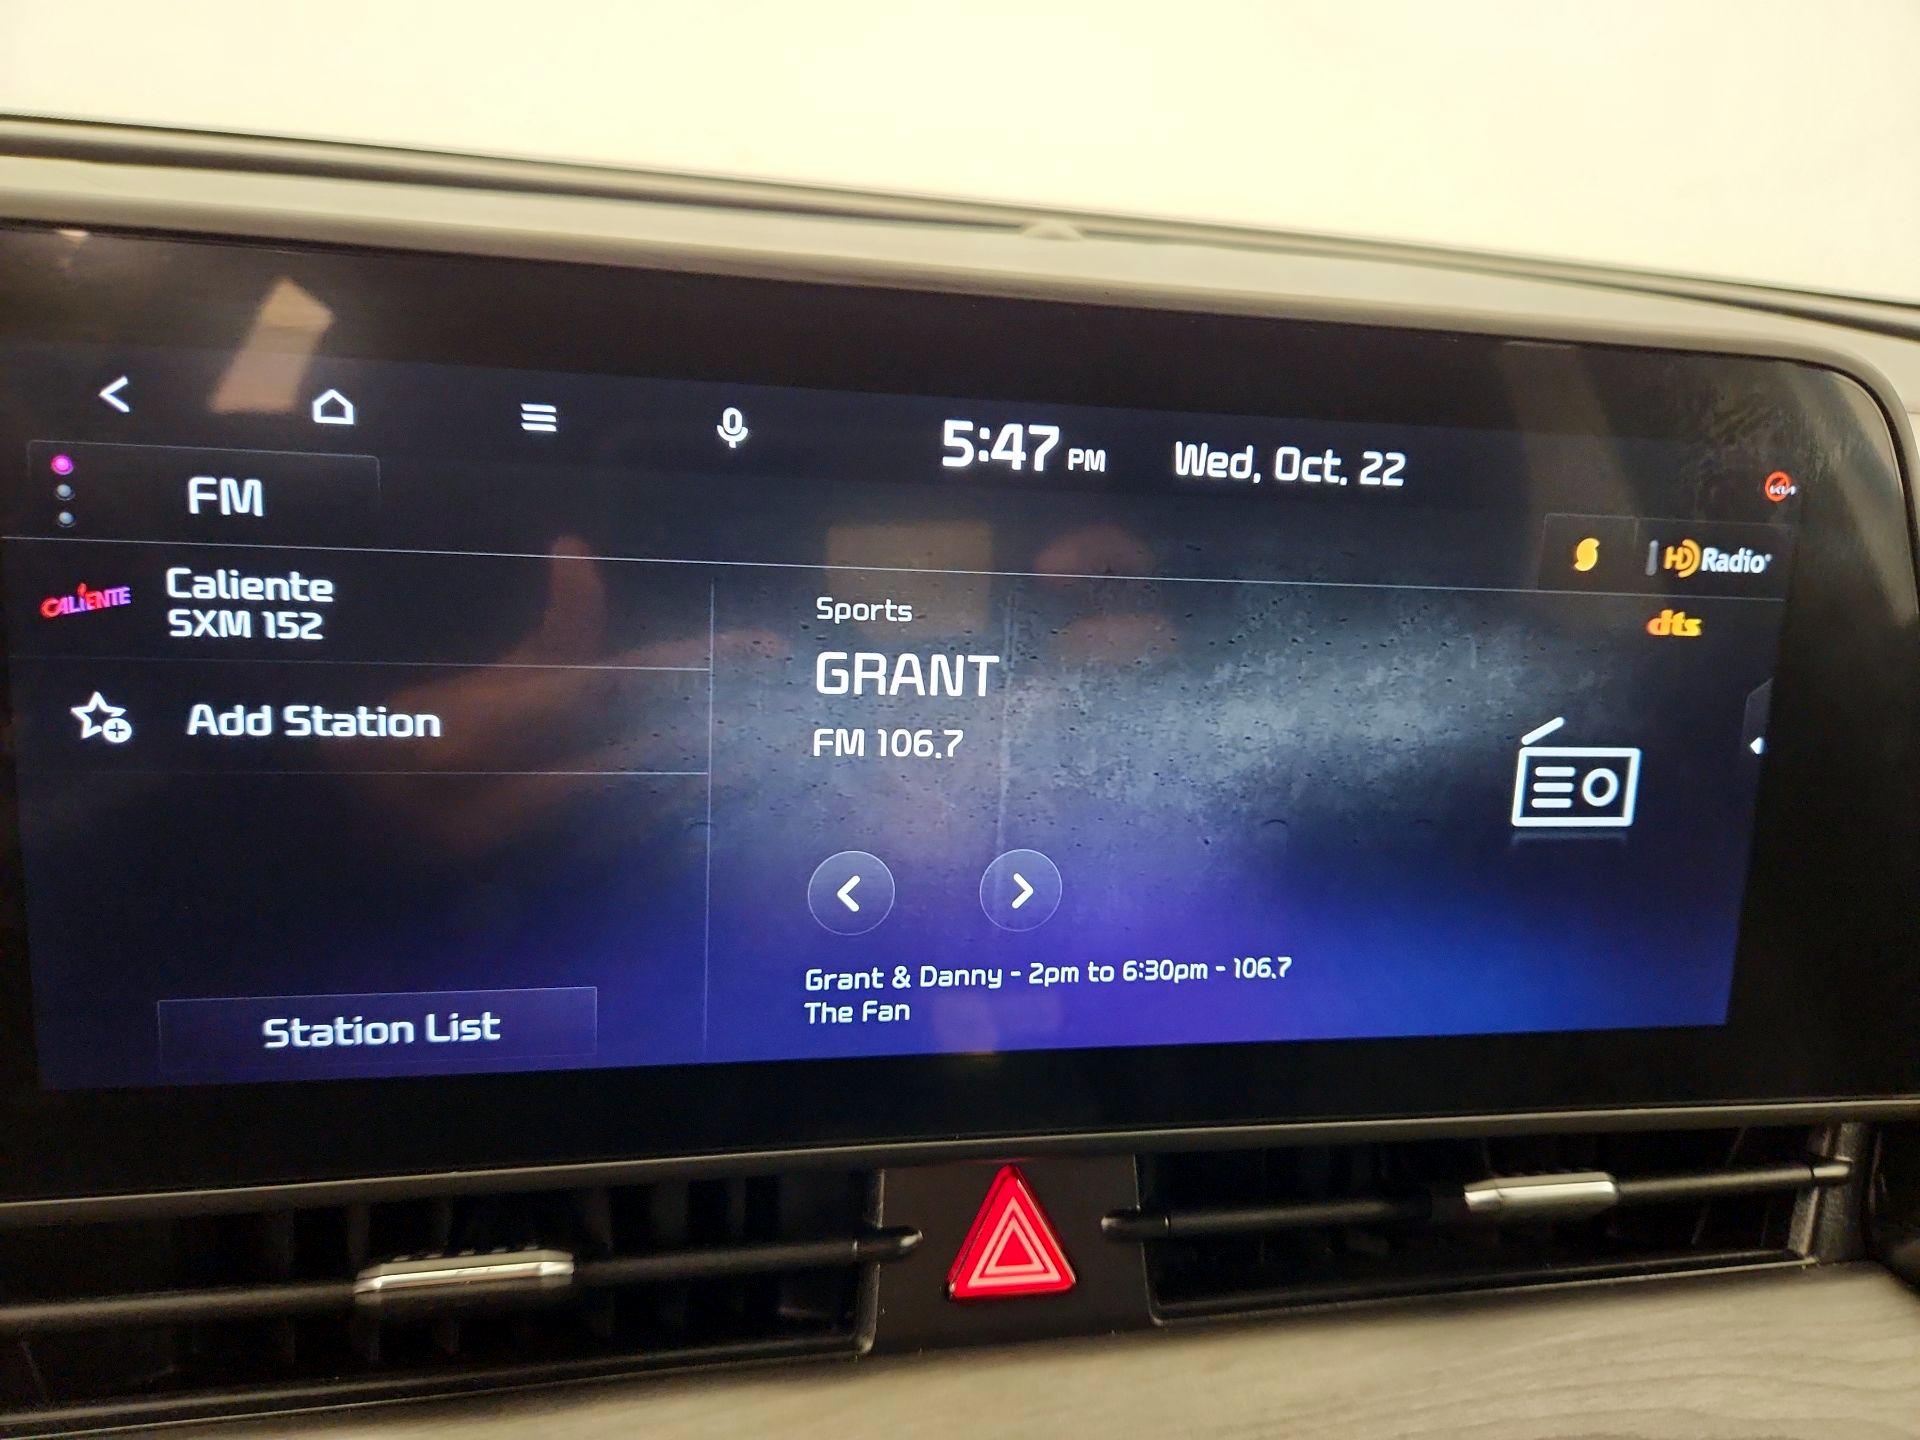 5:47 PM
Wed, Oct. 22
FM
HD Radio
CALIENTE
Caliente
SXM 152
Sports
dts
GRANT
Add Station
FM 106.7
Grant & Danny - 2pm to 6:30pm - 106.7
The Fan
Station List